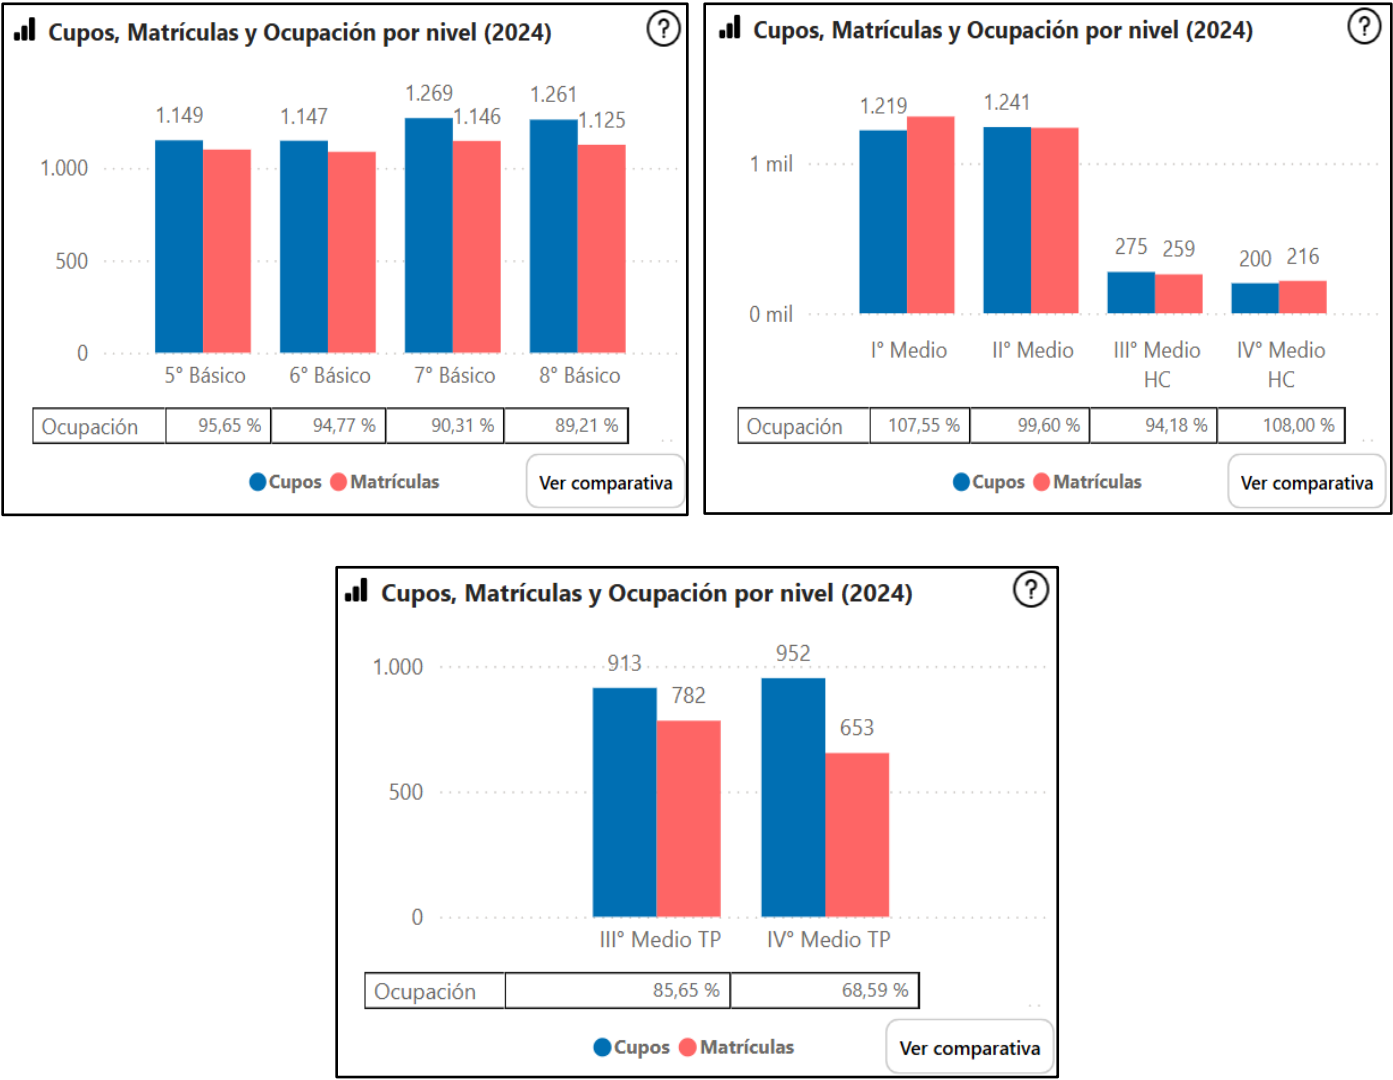 Cupos, Matrículas y Ocupación por nivel (2024)
?
1.149
1.147
1.269
1.146
1.261
1.125
1.000
500
0
5° Básico
6° Básico
7° Básico
8° Básico
Ocupación 95,65 % 94,77 % 90,31 % 89,21 %
Cupos Matrículas
Ver comparativa
Cupos, Matrículas y Ocupación por nivel (2024)
?
1.219
1.241
275
259
200
216
1 mil
0 mil
I° Medio
II° Medio
III° Medio
HC
IV° Medio
HC
Ocupación 107,55 % 99,60 % 94,18 % 108,00 %
Cupos Matrículas
Ver comparativa
Cupos, Matrículas y Ocupación por nivel (2024)
?
913
782
952
653
1.000
500
0
III° Medio TP
IV° Medio TP
Ocupación 85,65 % 68,59 %
Cupos Matrículas
Ver comparativa